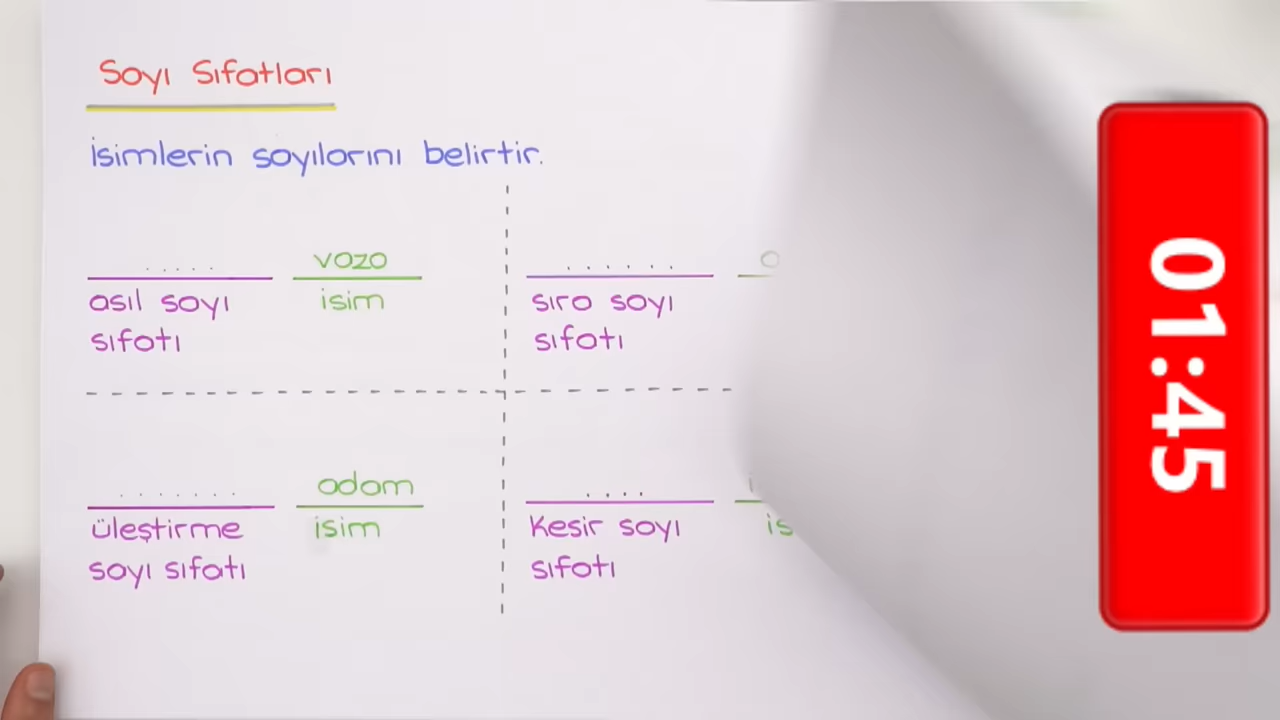 Sayı Sıfatları
İsimlerin sayılarını belirtir.
..... vazo
asıl sayı isim
sıfatı
......
sıra sayı
sıfatı
....... adam
üleştirme isim
sayı sıfatı
....
Kesir sayı
sıfatı
01:45